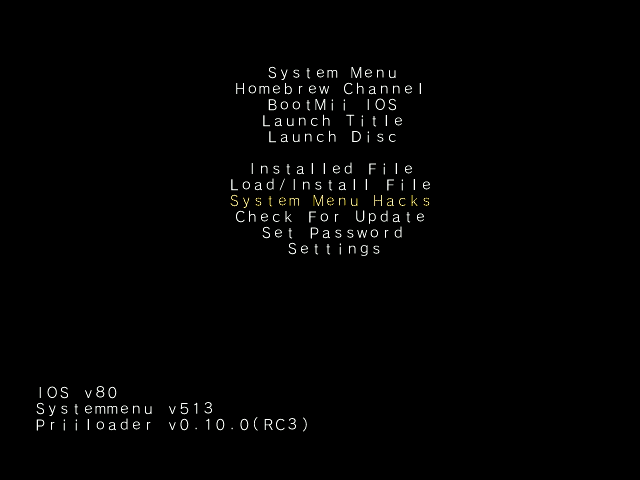 System Menu
Homebrew Channel
BootMii IOS
Launch Title
Launch Disc
Installed File
Load/Install File
System Menu Hacks
Check For Update
Set Password
Settings
IOS v80
Systemmenu v513
Priiloader v0.10.0(RC3)